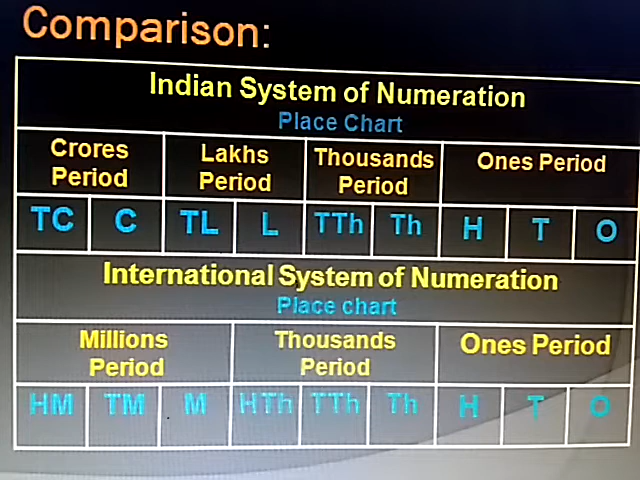 Comparison:
Indian System of Numeration
Place Chart
Crores Period
Lakhs Period
Thousands Period
Ones Period
TC C TL L TTh Th H T O
International System of Numeration
Place chart
Millions Period
Thousands Period
Ones Period
HM TM M HTh TTh Th H T O